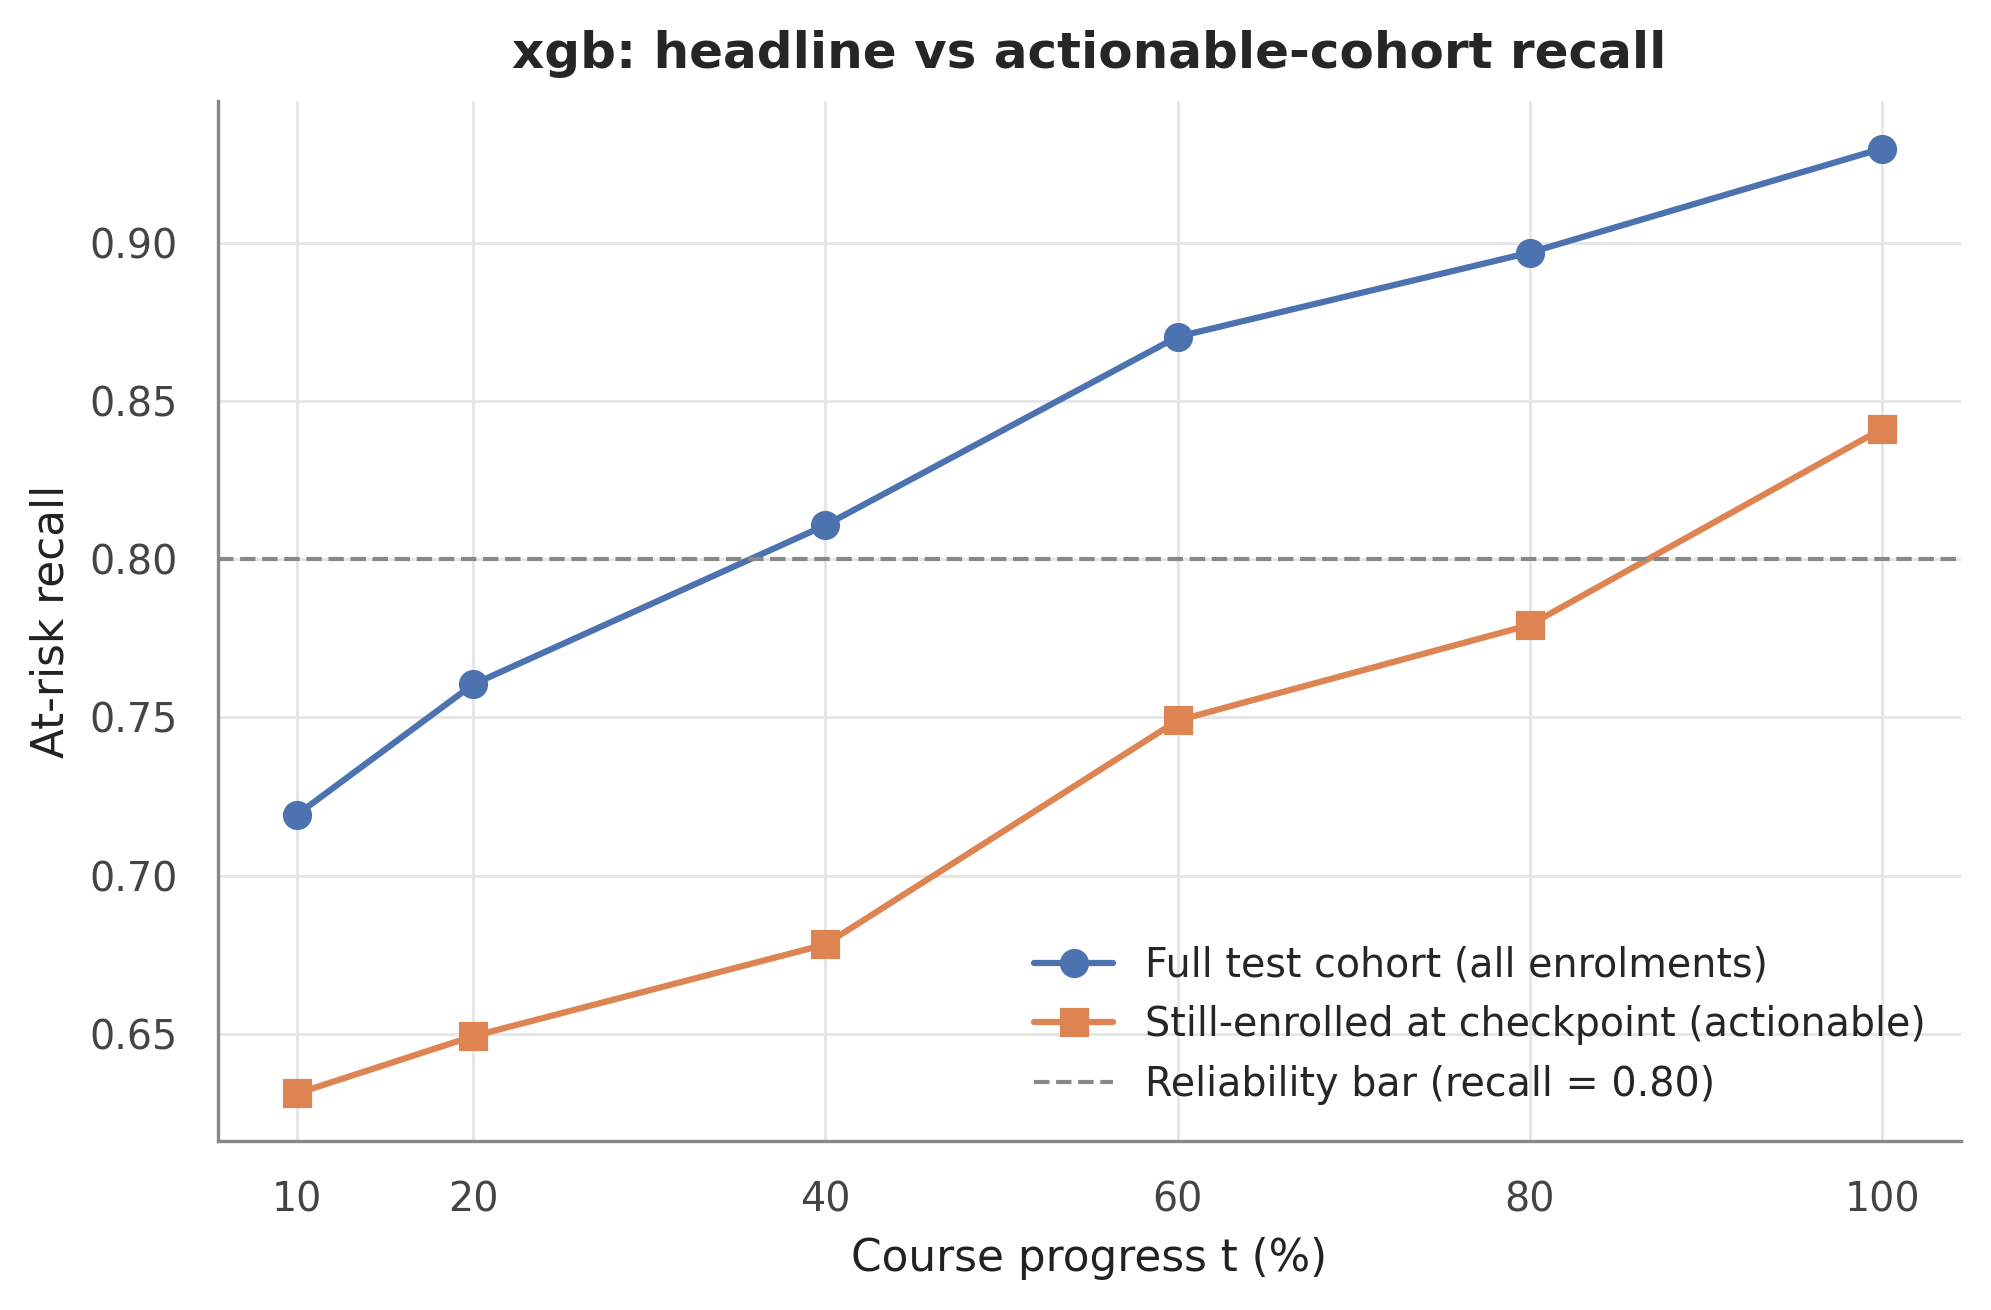 xgb: headline vs actionable-cohort recall
At-risk recall
0.90
0.85
0.80
0.75
0.70
0.65
Full test cohort (all enrolments)
Still-enrolled at checkpoint (actionable)
Reliability bar (recall = 0.80)
10 20 40 60 80 100
Course progress t (%)